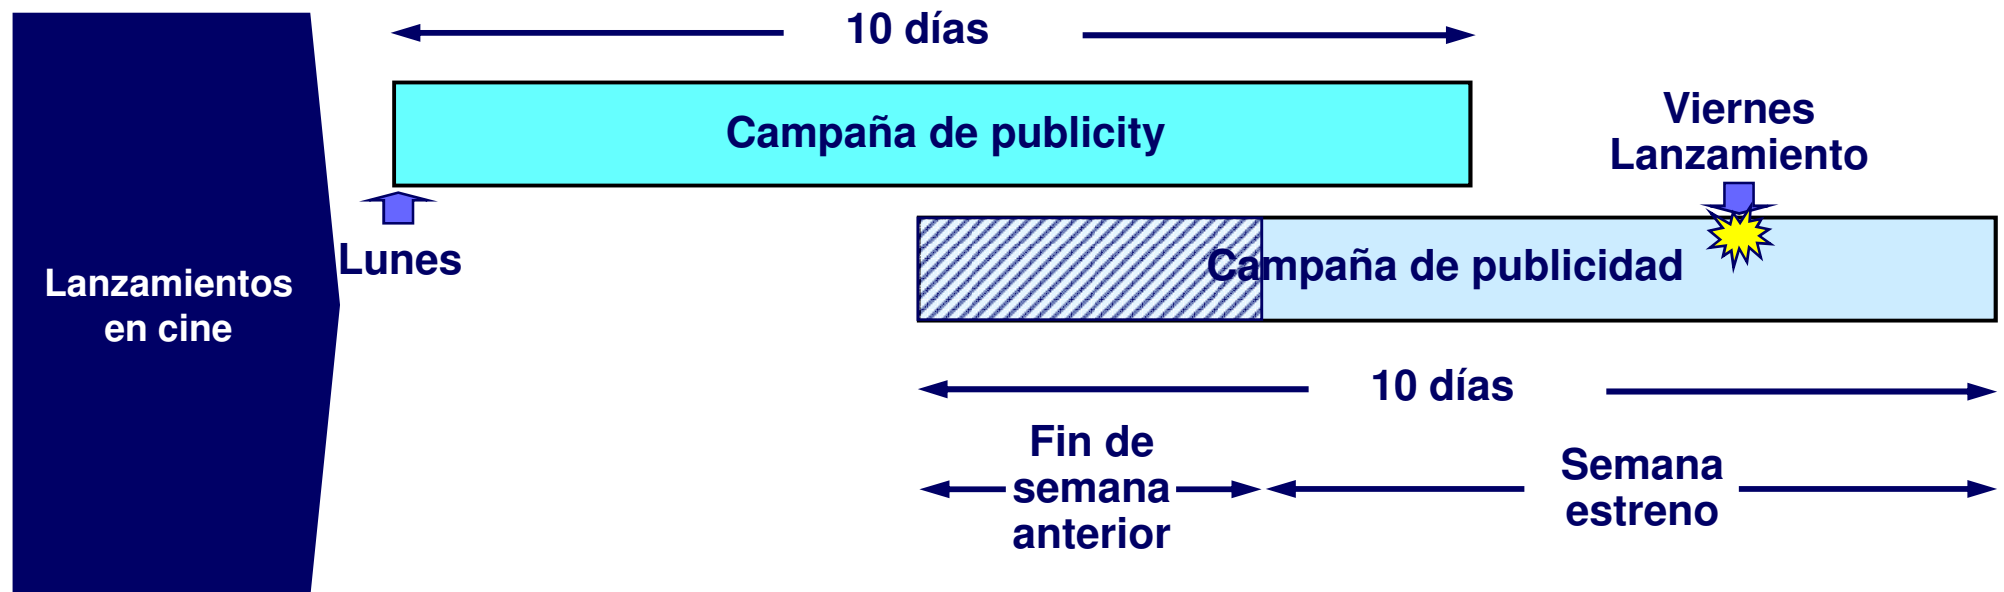 Lanzamientos
en cine
10 días
Campaña de publicity
Lunes
Viernes
Lanzamiento
Campaña de publicidad
10 días
Fin de
semana
anterior
Semana
estreno